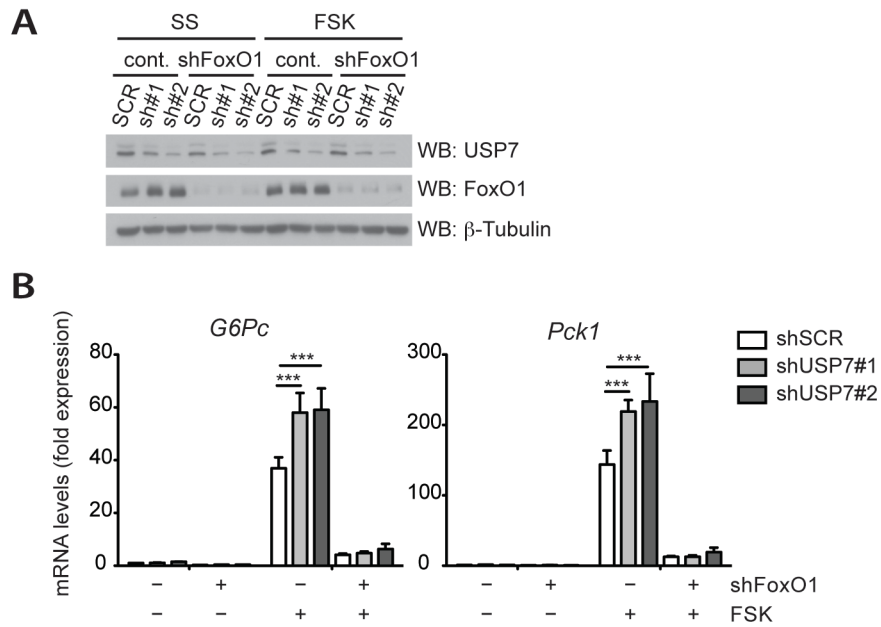 A
SS FSK
cont. shFoxO1 cont. shFoxO1
SCR sh#1 sh#2 SCR sh#1 sh#2 SCR sh#1 sh#2 SCR sh#1 sh#2
WB: USP7
WB: FoxO1
WB: β-Tubulin
B
G6Pc Pck1
mRNA levels (fold expression)
80
60
40
20
0
***
***
300
200
100
0
***
***
shSCR
shUSP7#1
shUSP7#2
− + − + − + − + shFoxO1
− − + + − − + + FSK